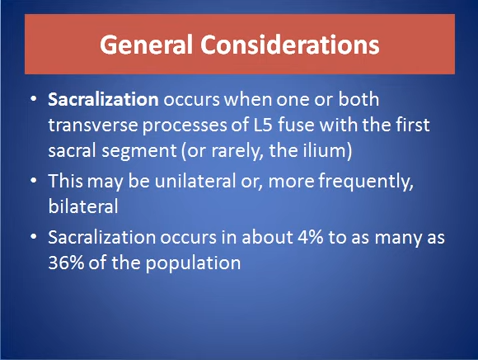 General Considerations
• Sacralization occurs when one or both
transverse processes of L5 fuse with the first
sacral segment (or rarely, the ilium)
• This may be unilateral or, more frequently,
bilateral
• Sacralization occurs in about 4% to as many as
36% of the population